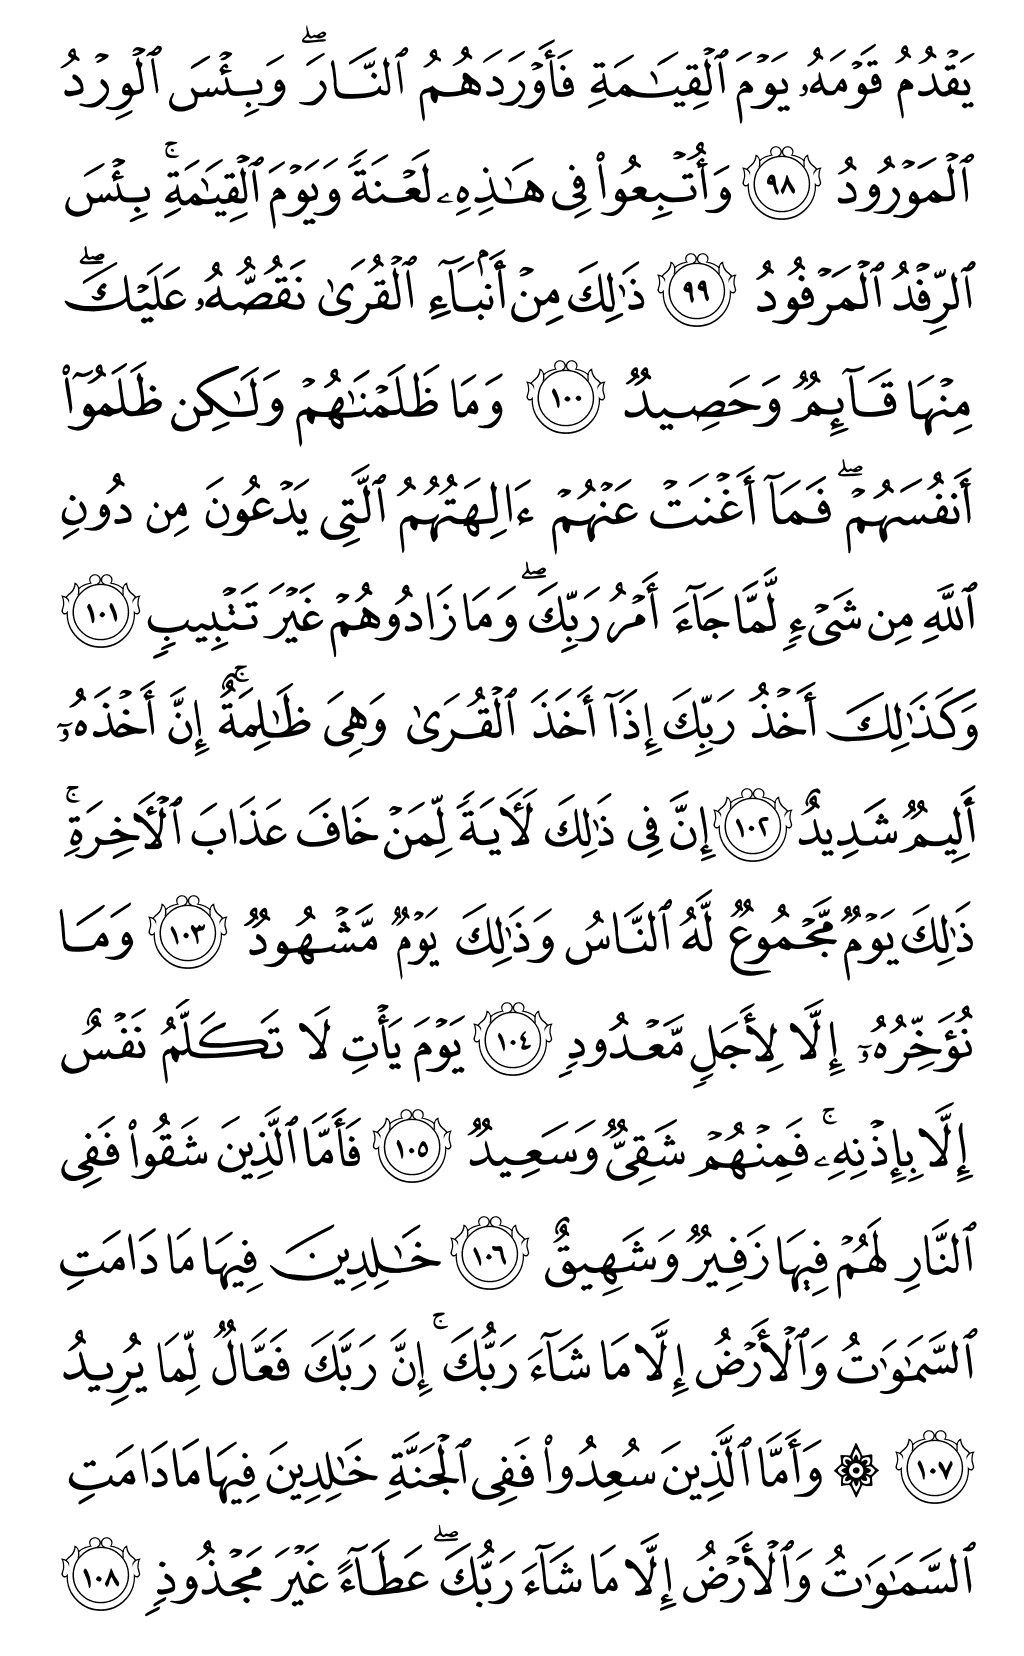 يَقۡدُمُ قَوۡمَهُۥ يَوۡمَ ٱلۡقِيَـٰمَةِ فَأَوۡرَدَهُمُ ٱلنَّارَۖ وَبِئۡسَ ٱلۡوِرۡدُ
ٱلۡمَوۡرُودُ ٩٨ وَأُتۡبِعُواْ فِى هَـٰذِهِۦ لَعۡنَةً وَيَوۡمَ ٱلۡقِيَـٰمَةِۚ بِئۡسَ
ٱلرِّفۡدُ ٱلۡمَرۡفُودُ ٩٩ ذَٰلِكَ مِنۡ أَنۢبَآءِ ٱلۡقُرَىٰ نَقُصُّهُۥ عَلَيۡكَۖ
مِنۡهَا قَآئِمٌ وَحَصِيدٌ ١٠٠ وَمَا ظَلَمۡنَـٰهُمۡ وَلَـٰكِن ظَلَمُوٓاْ
أَنفُسَهُمۡۖ فَمَآ أَغۡنَتۡ عَنۡهُمۡ ءَالِهَتُهُمُ ٱلَّتِى يَدۡعُونَ مِن دُونِ
ٱللَّهِ مِن شَىۡءٍ لَّمَّا جَآءَ أَمۡرُ رَبِّكَۖ وَمَا زَادُوهُمۡ غَيۡرَ تَتۡبِيبٍ ١٠١
وَكَذَٰلِكَ أَخۡذُ رَبِّكَ إِذَآ أَخَذَ ٱلۡقُرَىٰ وَهِىَ ظَـٰلِمَةٌۚ إِنَّ أَخۡذَهُۥٓ
أَلِيمٌ شَدِيدٌ ١٠٢ إِنَّ فِى ذَٰلِكَ لَـَٔايَةً لِّمَنۡ خَافَ عَذَابَ ٱلۡـَٔاخِرَةِۚ
ذَٰلِكَ يَوۡمٌ مَّجۡمُوعٌ لَّهُ ٱلنَّاسُ وَذَٰلِكَ يَوۡمٌ مَّشۡهُودٌ ١٠٣ وَمَا
نُؤَخِّرُهُۥٓ إِلَّا لِأَجَلٍ مَّعۡدُودٍ ١٠٤ يَوۡمَ يَأۡتِ لَا تَكَلَّمُ نَفۡسٌ
إِلَّا بِإِذۡنِهِۦۚ فَمِنۡهُمۡ شَقِىٌّ وَسَعِيدٌ ١٠٥ فَأَمَّا ٱلَّذِينَ شَقُواْ فَفِى
ٱلنَّارِ لَهُمۡ فِيهَا زَفِيرٌ وَشَهِيقٌ ١٠٦ خَـٰلِدِينَ فِيهَا مَا دَامَتِ
ٱلسَّمَـٰوَٰتُ وَٱلۡأَرۡضُ إِلَّا مَا شَآءَ رَبُّكَۚ إِنَّ رَبَّكَ فَعَّالٌ لِّمَا يُرِيدُ
١٠٧ ۞ وَأَمَّا ٱلَّذِينَ سُعِدُواْ فَفِى ٱلۡجَنَّةِ خَـٰلِدِينَ فِيهَا مَا دَامَتِ
ٱلسَّمَـٰوَٰتُ وَٱلۡأَرۡضُ إِلَّا مَا شَآءَ رَبُّكَۖ عَطَآءً غَيۡرَ مَجۡذُوذٍ ١٠٨